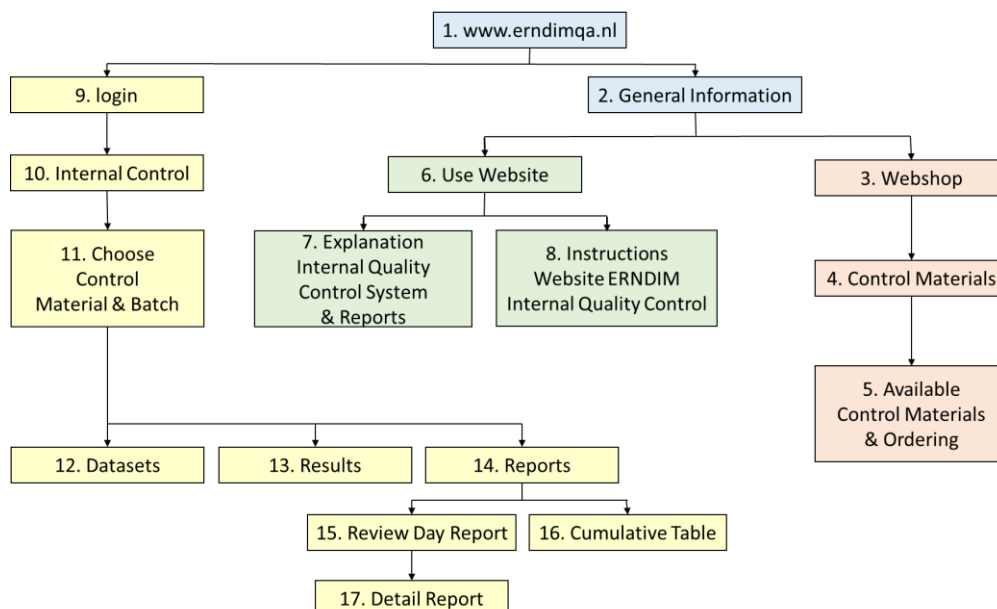 1. www.erndimqa.nl
9. login
2. General Information
10. Internal Control
6. Use Website
3. Webshop
11. Choose
Control
Material & Batch
7. Explanation
Internal Quality
Control System
& Reports
8. Instructions
Website ERNDIM
Internal Quality Control
4. Control Materials
5. Available
Control Materials
& Ordering
12. Datasets
13. Results
14. Reports
15. Review Day Report
16. Cumulative Table
17. Detail Report